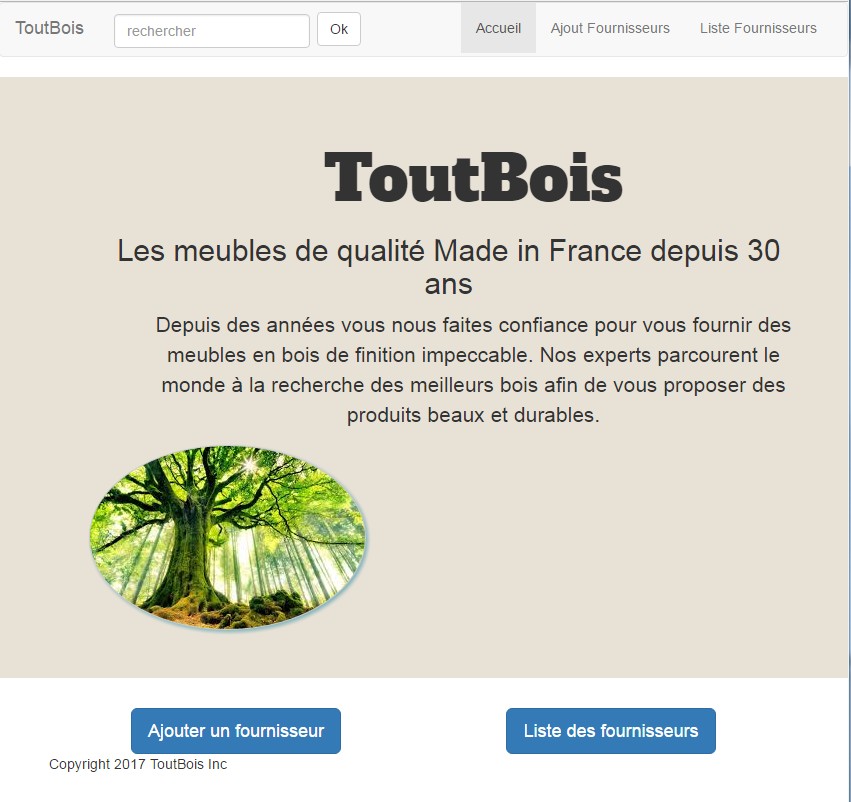 ToutBois
rechercher
Ok
Accueil
Ajout Fournisseurs
Liste Fournisseurs
ToutBois
Les meubles de qualité Made in France depuis 30
ans
Depuis des années vous nous faites confiance pour vous fournir des
meubles en bois de finition impeccable. Nos experts parcourent le
monde à la recherche des meilleurs bois afin de vous proposer des
produits beaux et durables.
Ajouter un fournisseur
Liste des fournisseurs
Copyright 2017 ToutBois Inc